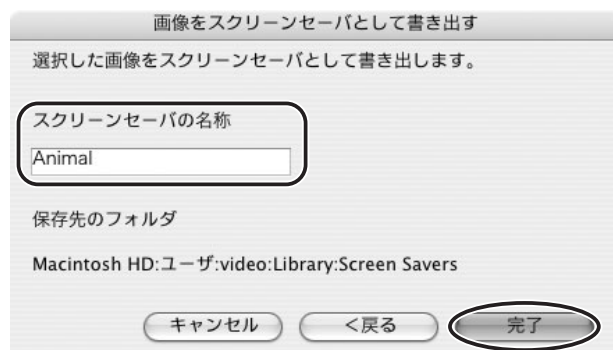 画像をスクリーンセーバとして書き出す
選択した画像をスクリーンセーバとして書き出します。
スクリーンセーバの名称
Animal
保存先のフォルダ
Macintosh HD:ユーザ:video:Library:Screen Savers
キャンセル <戻る 完了